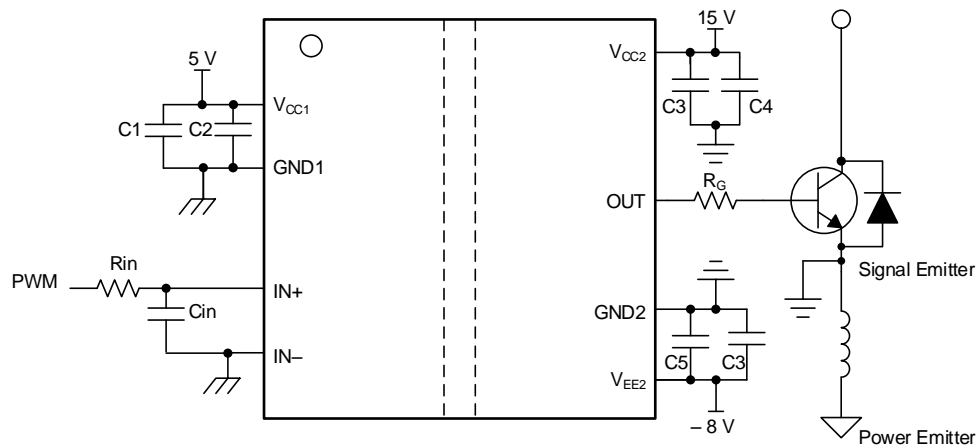 5 V
C1
C2
VCC1
GND1
PWM
Rin
Cin
IN+
IN–
15 V
VCC2
C3
C4
OUT
RG
GND2
C5
C3
VEE2
– 8 V
Signal Emitter
Power Emitter